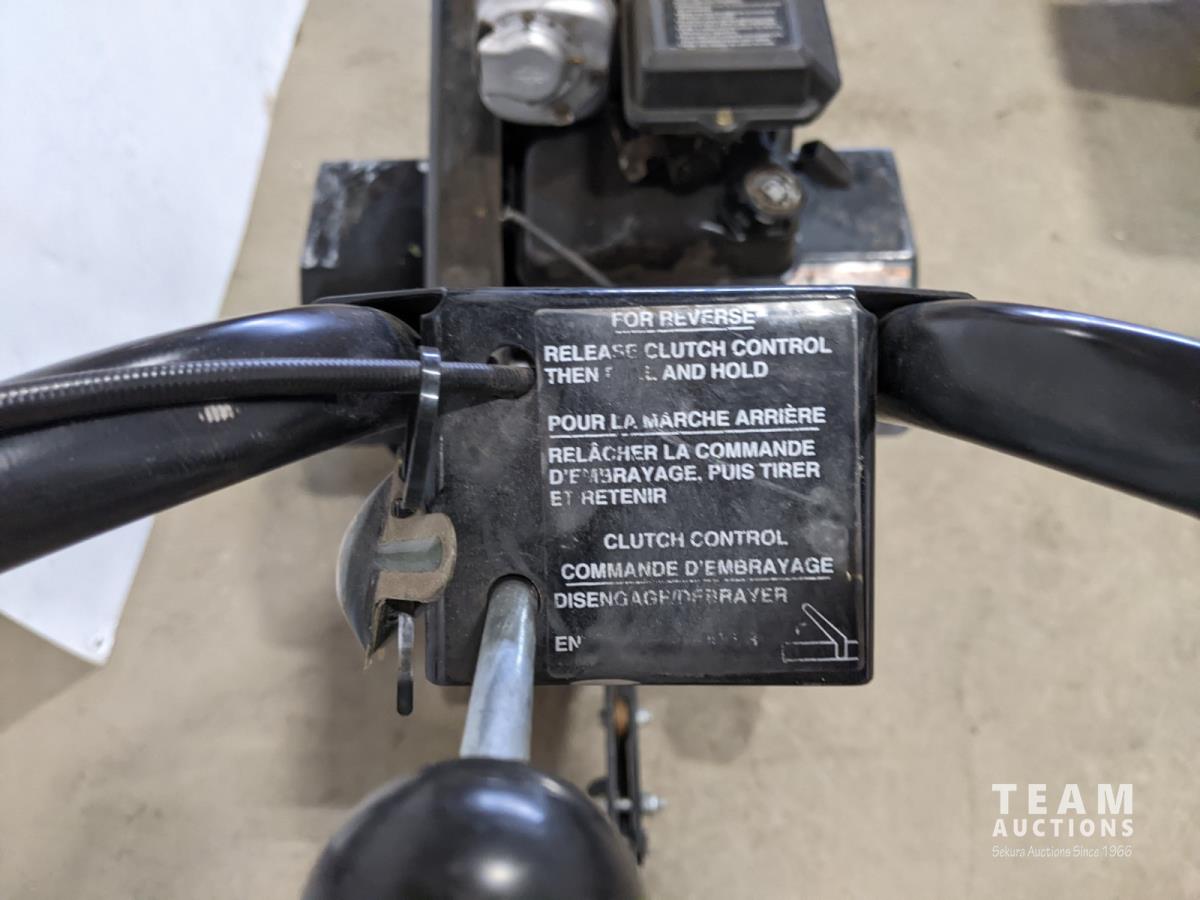 FOR REVERSE
RELEASE CLUTCH CONTROL
THEN AND HOLD
POUR LA MARCHE ARRIÈRE
RELÂCHER LA COMMANDE
D'EMBRAYAGE, PUIS TIRER
ET RETENIR
CLUTCH CONTROL
COMMANDE D'EMBRAYAGE
DISENGAGE/DÉBRAYER
TEAM
AUCTIONS
Sekura Auctions Since 1966